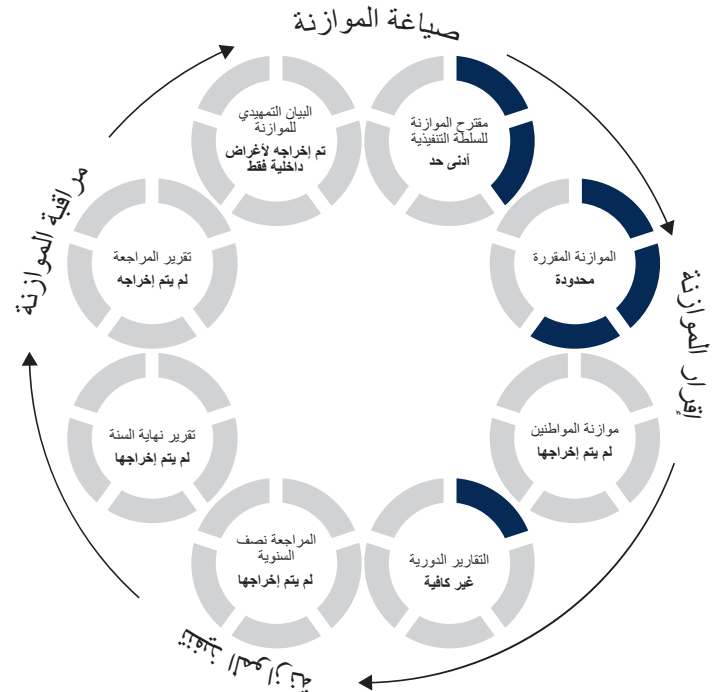 صياغة الموازنة
البيان التمهيدي
للموازنة
تم إخراجه لأغراض
داخلية فقط
مقترح الموازنة
للسلطة التنفيذية
أدنى حد
الموازنة المقررة
محدودة
إقرار الموازنة
موازنة المواطنين
لم يتم إخراجها
التقارير الدورية
غير كافية
تنفيذ الموازنة
المراجعة نصف
السنوية
لم يتم إخراجها
تقرير نهاية السنة
لم يتم إخراجها
مراقبة الموازنة
تقرير المراجعة
لم يتم إخراجه